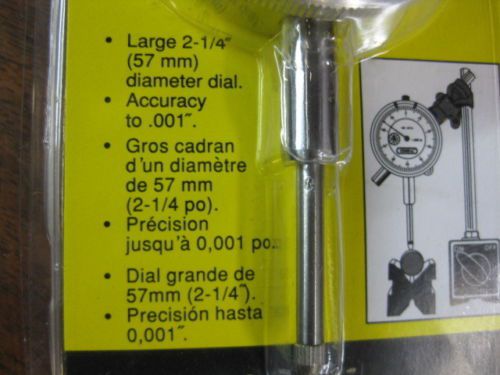 • Large 2-1/4"
(57 mm)
diameter dial.
• Accuracy
to .001".
• Gros cadran
d'un diamètre
de 57 mm
(2-1/4 po).
• Précision
jusqu'à 0,001 po.
• Dial grande de
57mm (2-1/4").
• Precisión hasta
0,001".